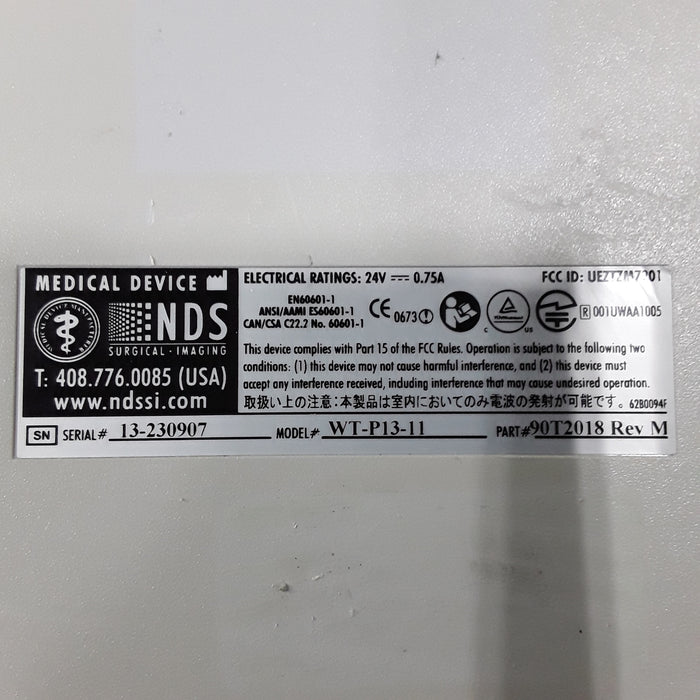 MEDICAL DEVICE
NDS
SURGICAL · IMAGING
T: 408.776.0085 (USA)
www.ndssi.com
ELECTRICAL RATINGS: 24V 0.75A
FCC ID:
EN60601-1
ANSI/AAMI ES60601-1
CAN/CSA C22.2 No. 60601-1
CE 0673
C US
R 001UWAA1005
This device complies with Part 15 of the FCC Rules. Operation is subject to the following two
conditions: (1) this device may not cause harmful interference, and (2) this device must
accept any interference received, including interference that may cause undesired operation.
取扱い上の注意:本製品は室内においてのみ電波の発射が可能です。 62B0094F
SN SERIAL# 13-230907 MODEL# WT-P13-11 PART# 90T2018 Rev M